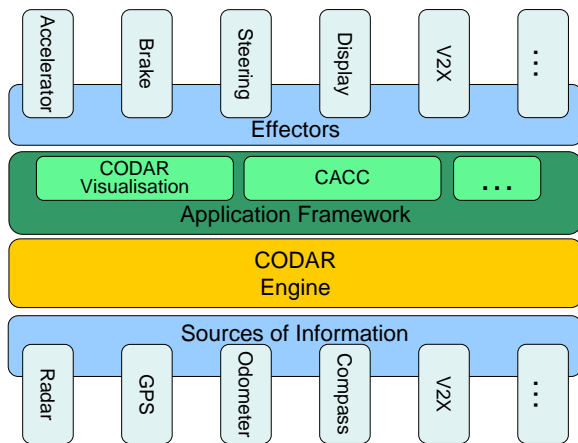 Accelerator
Brake
Steering
Display
V2X
...
Effectors
CODAR
Visualisation
CACC
...
Application Framework
CODAR
Engine
Sources of Information
Radar
GPS
Odometer
Compass
V2X
...